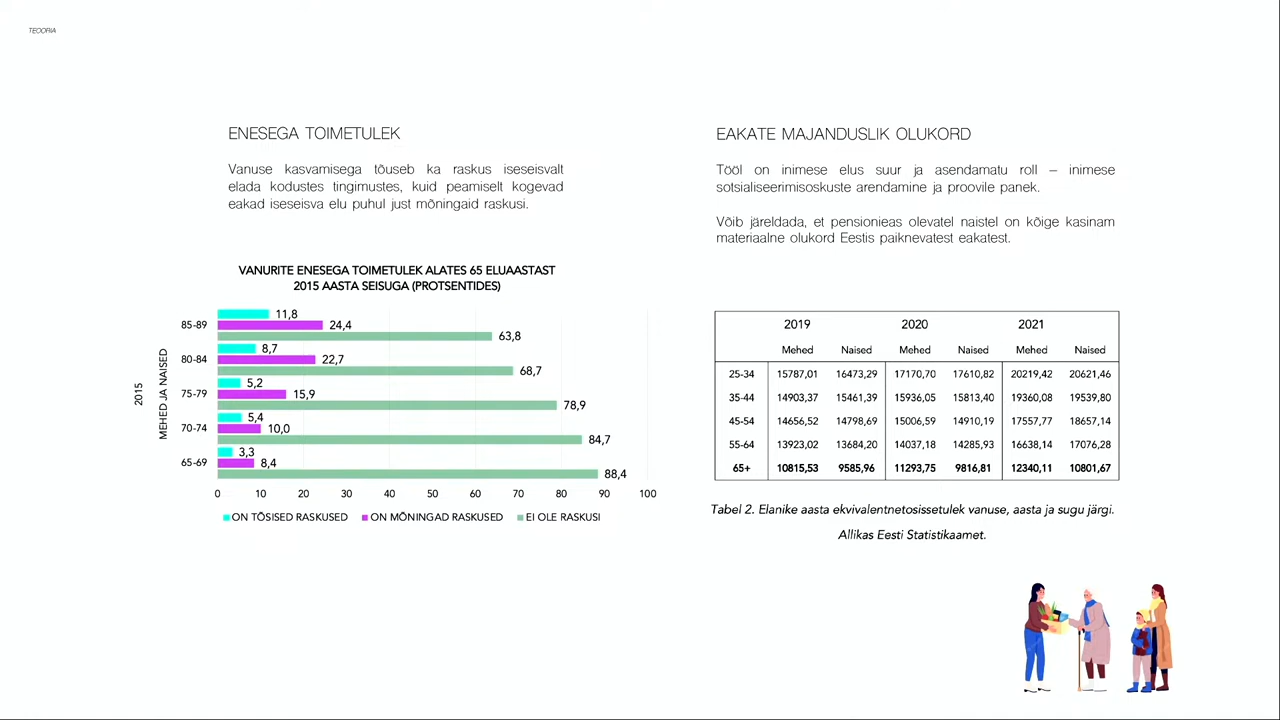 TEOORIA
ENESEGA TOIMETULEK
Vanuse kasvamisega tõuseb ka raskus iseseisvalt
elada kodustes tingimustes, kuid peamiselt kogevad
eakad iseseisva elu puhul just mõningaid raskusi.
VANURITE ENESEGA TOIMETULEK ALATES 65 ELUAASTAST
2015 AASTA SEISUGA (PROTSENTIDES)
2015
MEHED JA NAISED
85-89 11,8 24,4 63,8
80-84 8,7 22,7 68,7
75-79 5,2 15,9 78,9
70-74 5,4 10,0 84,7
65-69 3,3 8,4 88,4
0 10 20 30 40 50 60 70 80 90 100
ON TÕSISED RASKUSED ON MÕNINGAD RASKUSED EI OLE RASKUSI
EAKATE MAJANDUSLIK OLUKORD
Tööl on inimese elus suur ja asendamatu roll – inimese
sotsialiseerimisoskuste arendamine ja proovile panek.
Võib järeldada, et pensionieas olevatel naistel on kõige kasinam
materiaalne olukord Eestis paiknevatest eakatest.
2019 2020 2021
Mehed Naised Mehed Naised Mehed Naised
25-34 15787,01 16473,29 17170,70 17610,82 20219,42 20621,46
35-44 14903,37 15461,39 15936,05 15813,40 19360,08 19539,80
45-54 14656,52 14798,69 15006,59 14910,19 17557,77 18657,14
55-64 13923,02 13684,20 14037,18 14285,93 16638,14 17076,28
65+ 10815,53 9585,96 11293,75 9816,81 12340,11 10801,67
Tabel 2. Elanike aasta ekvivalentnetosissetulek vanuse, aasta ja sugu järgi.
Allikas Eesti Statistikaamet.